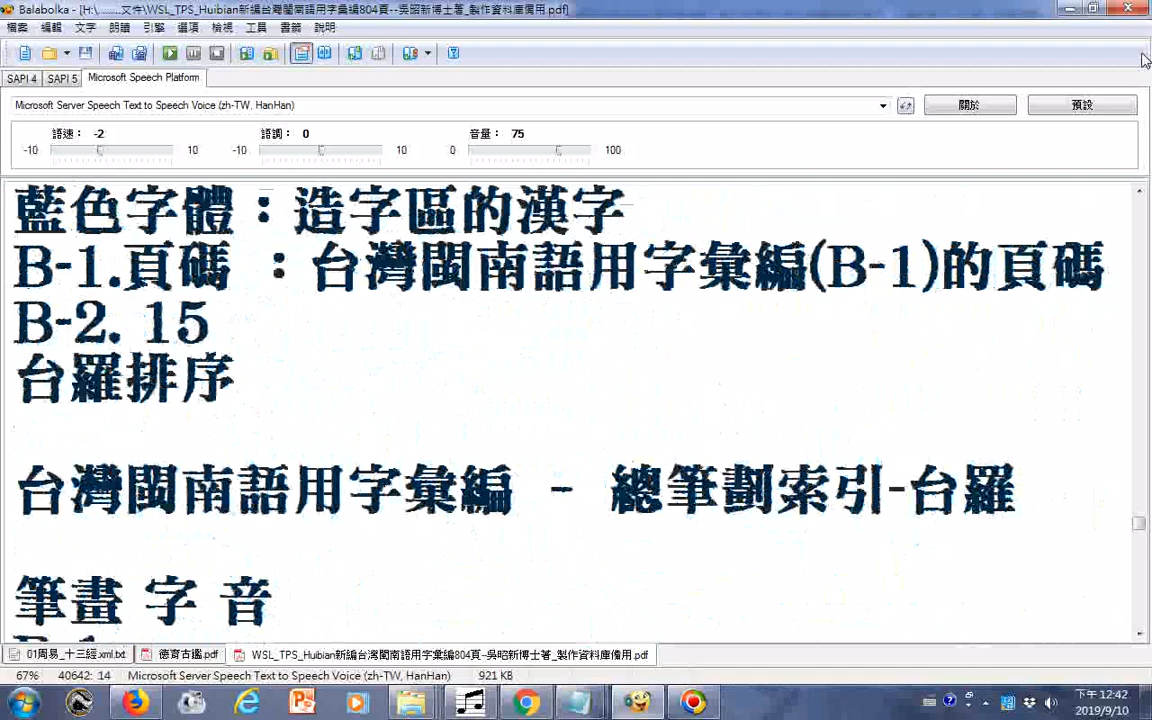 Balabolka - [H:\........文件\WSL_TPS_Huibian新編台灣閩南語用字彙編804頁--吳昭新博士著_製作資料庫備用.pdf]
檔案 編輯 文字 朗讀 引擎 選項 檢視 工具 書籤 說明
SAPI 4 SAPI 5 Microsoft Speech Platform
Microsoft Server Speech Text to Speech Voice (zh-TW, HanHan) 關於 預設
語速： -2 語調： 0 音量： 75
-10 10 -10 10 0 100
藍色字體：造字區的漢字
B-1.頁碼 ：台灣閩南語用字彙編(B-1)的頁碼
B-2. 15
台羅排序
台灣閩南語用字彙編 - 總筆劃索引-台羅
筆畫 字 音
01周易_十三經.xml.txt 德育古鑑.pdf WSL_TPS_Huibian新編台灣閩南語用字彙編804頁--吳昭新博士著_製作資料庫備用.pdf
67% 40642: 14 Microsoft Server Speech Text to Speech Voice (zh-TW, HanHan) 921 KB
下午 12:42
2019/9/10